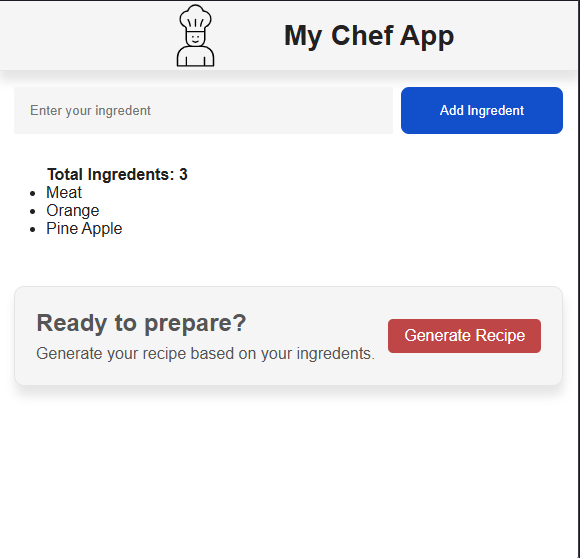 My Chef App
Enter your ingredent
Add Ingredent
Total Ingredents: 3
Meat
Orange
Pine Apple
Ready to prepare?
Generate your recipe based on your ingredents.
Generate Recipe